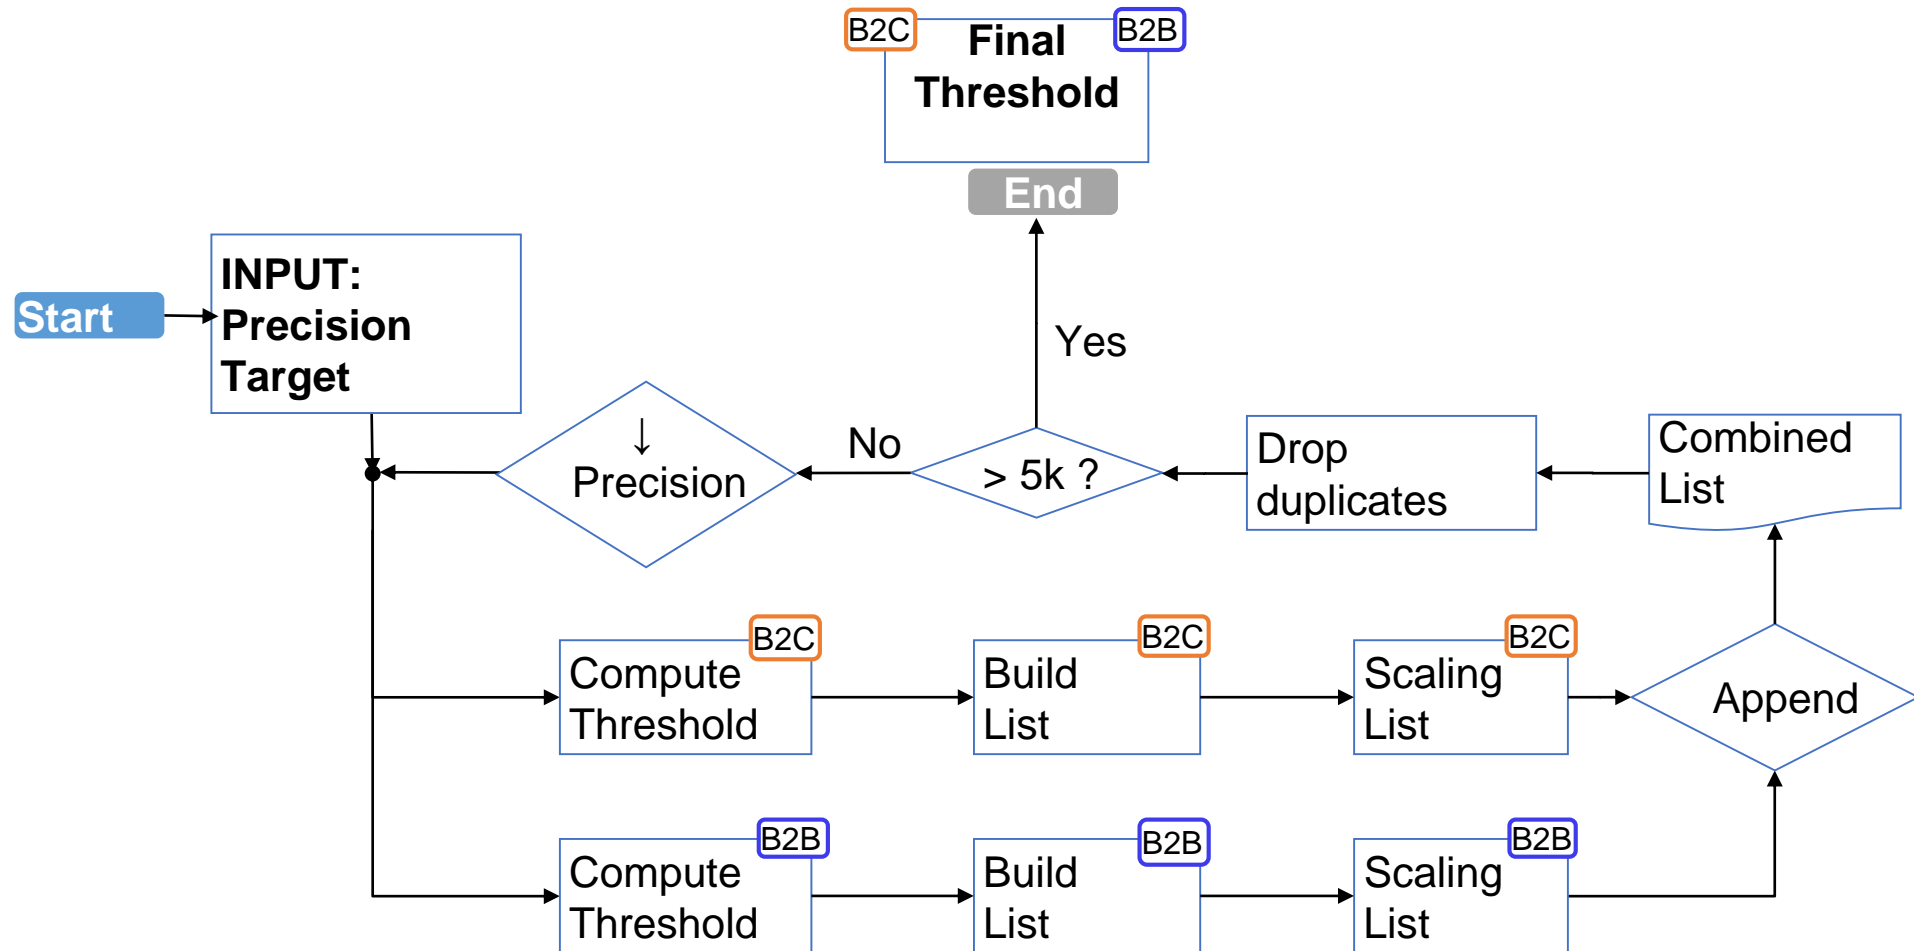 B2C
B2B
Final
Threshold
End
Start
INPUT:
Precision
Target
Yes
↓
Precision
No
> 5k ?
Drop
duplicates
Combined
List
B2C
Compute
Threshold
B2C
Build
List
B2C
Scaling
List
Append
B2B
Compute
Threshold
B2B
Build
List
B2B
Scaling
List